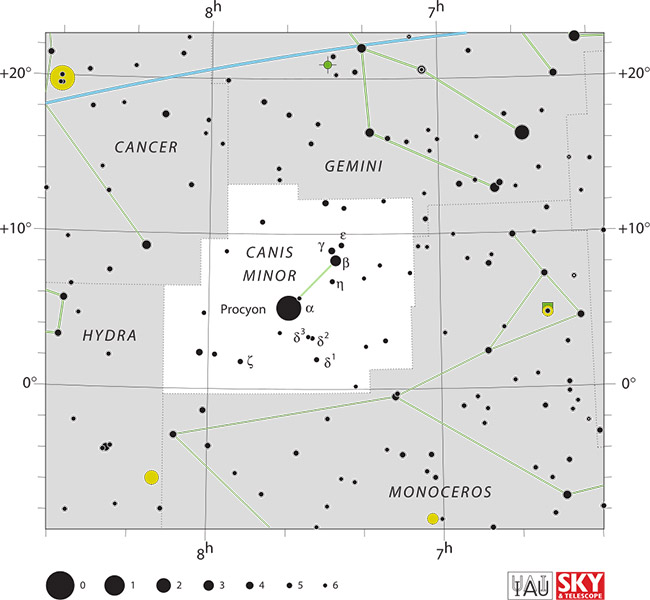 8h 7h
+20° +20°
CANCER
GEMINI
+10° +10°
ε
γ
CANIS
MINOR
β
η
Procyon
α
δ3
δ2
HYDRA
ζ
δ1
0° 0°
MONOCEROS
8h 7h
0 1 2 3 4 5 6
IAU
SKY
& TELESCOPE